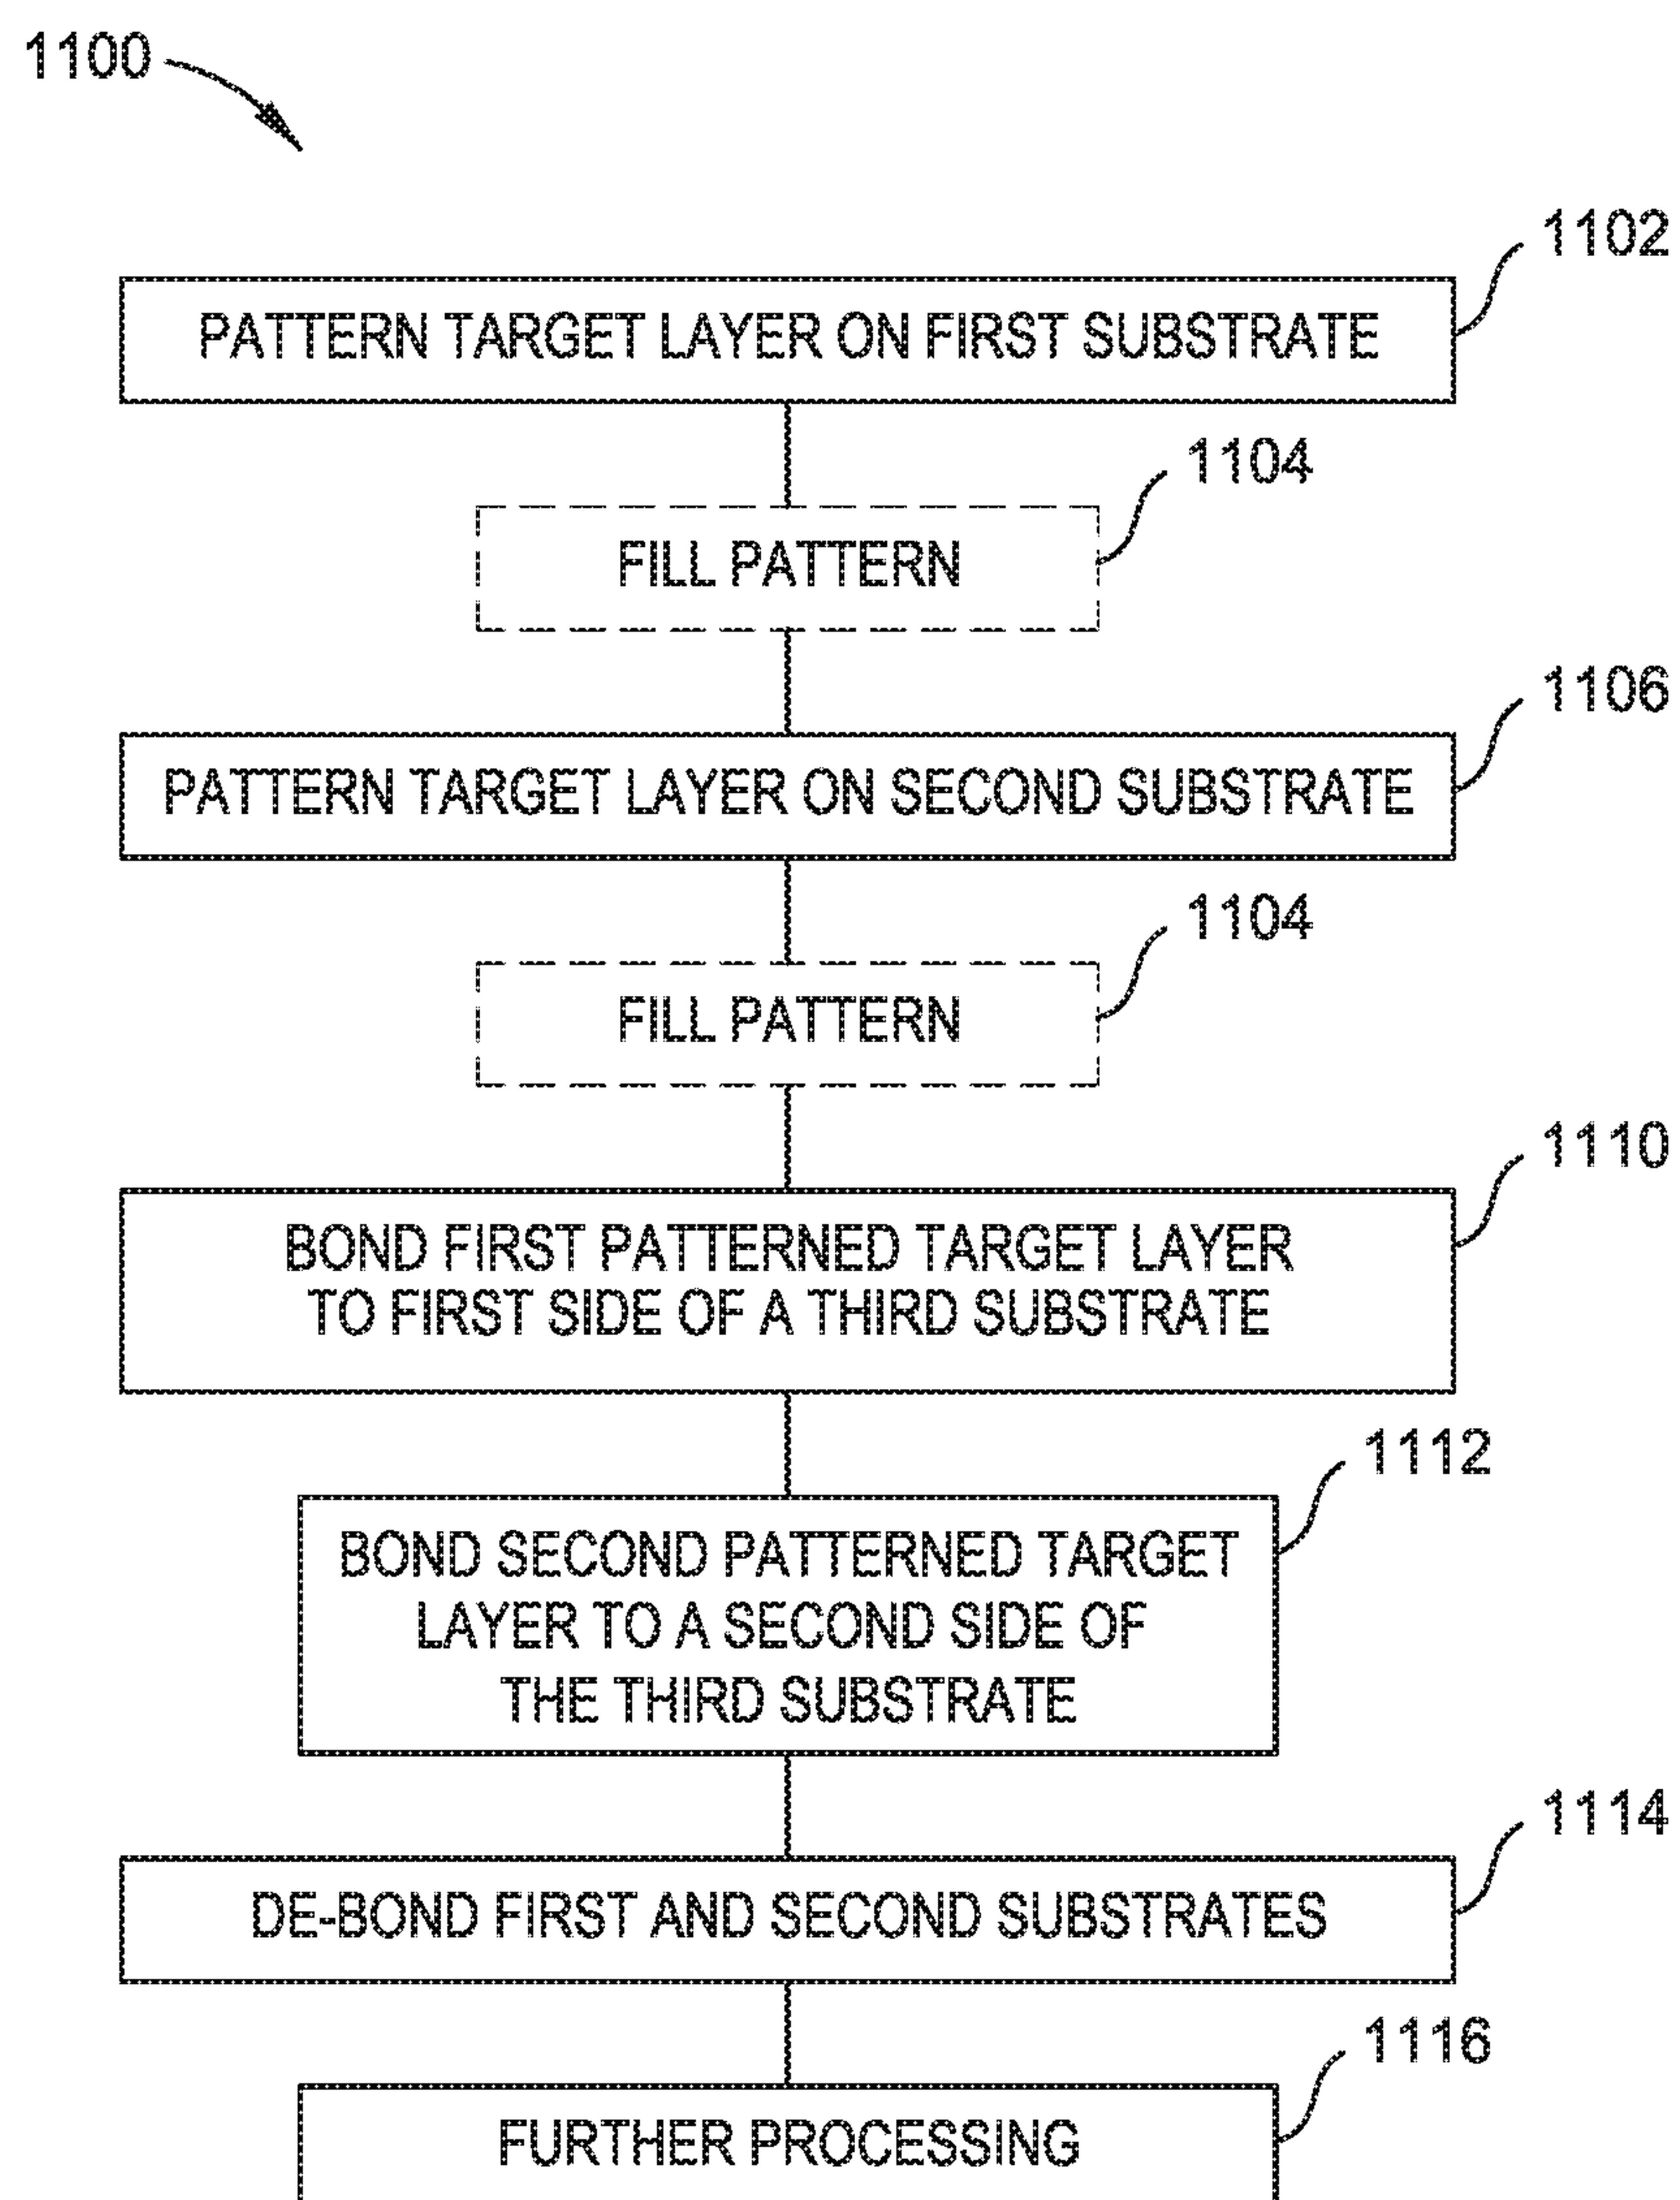 1100
1102
PATTERN TARGET LAYER ON FIRST SUBSTRATE
1104
FILL PATTERN
1106
PATTERN TARGET LAYER ON SECOND SUBSTRATE
1104
FILL PATTERN
1110
BOND FIRST PATTERNED TARGET LAYER
TO FIRST SIDE OF A THIRD SUBSTRATE
1112
BOND SECOND PATTERNED TARGET
LAYER TO A SECOND SIDE OF
THE THIRD SUBSTRATE
1114
DE-BOND FIRST AND SECOND SUBSTRATES
1116
FURTHER PROCESSING